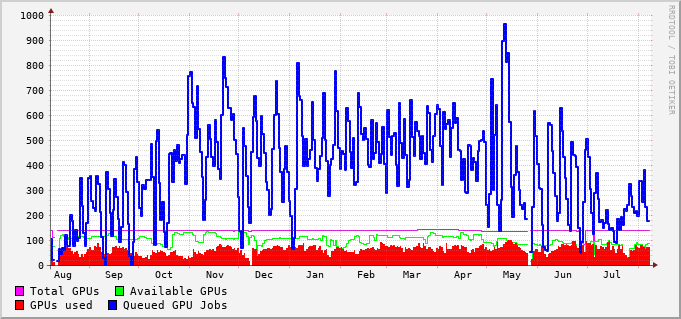 1000
900
800
700
600
500
400
300
200
100
0
Aug Sep Oct Nov Dec Jan Feb Mar Apr May Jun Jul
Total GPUs Available GPUs
GPUs used Queued GPU Jobs
RRDTOOL / TOBI OETIKER